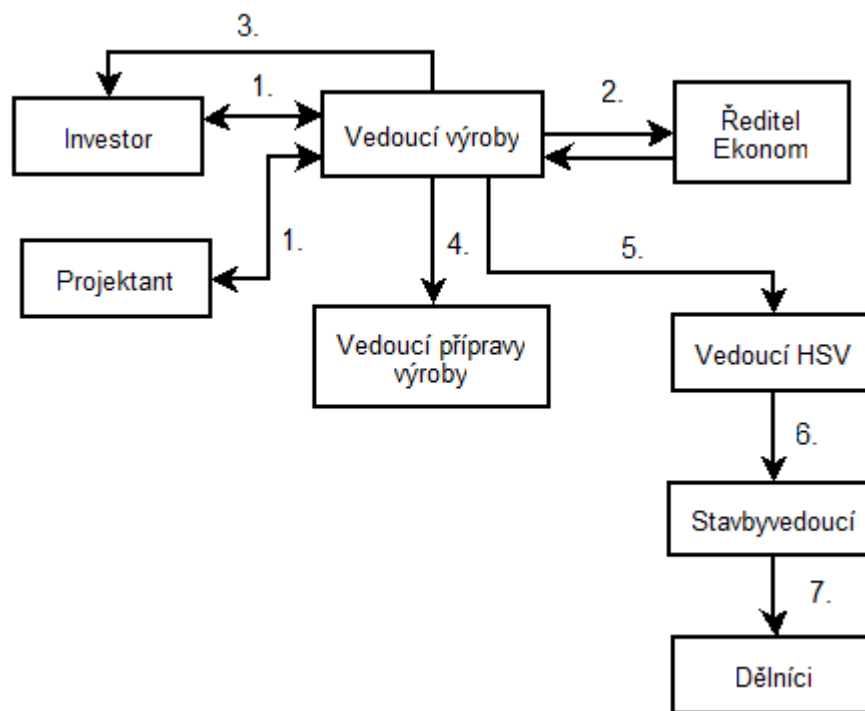 3.
1.
2.
Investor
Vedoucí výroby
Ředitel
Ekonom
1.
4.
5.
Projektant
Vedoucí přípravy
výroby
Vedoucí HSV
6.
Stavbyvedoucí
7.
Dělníci